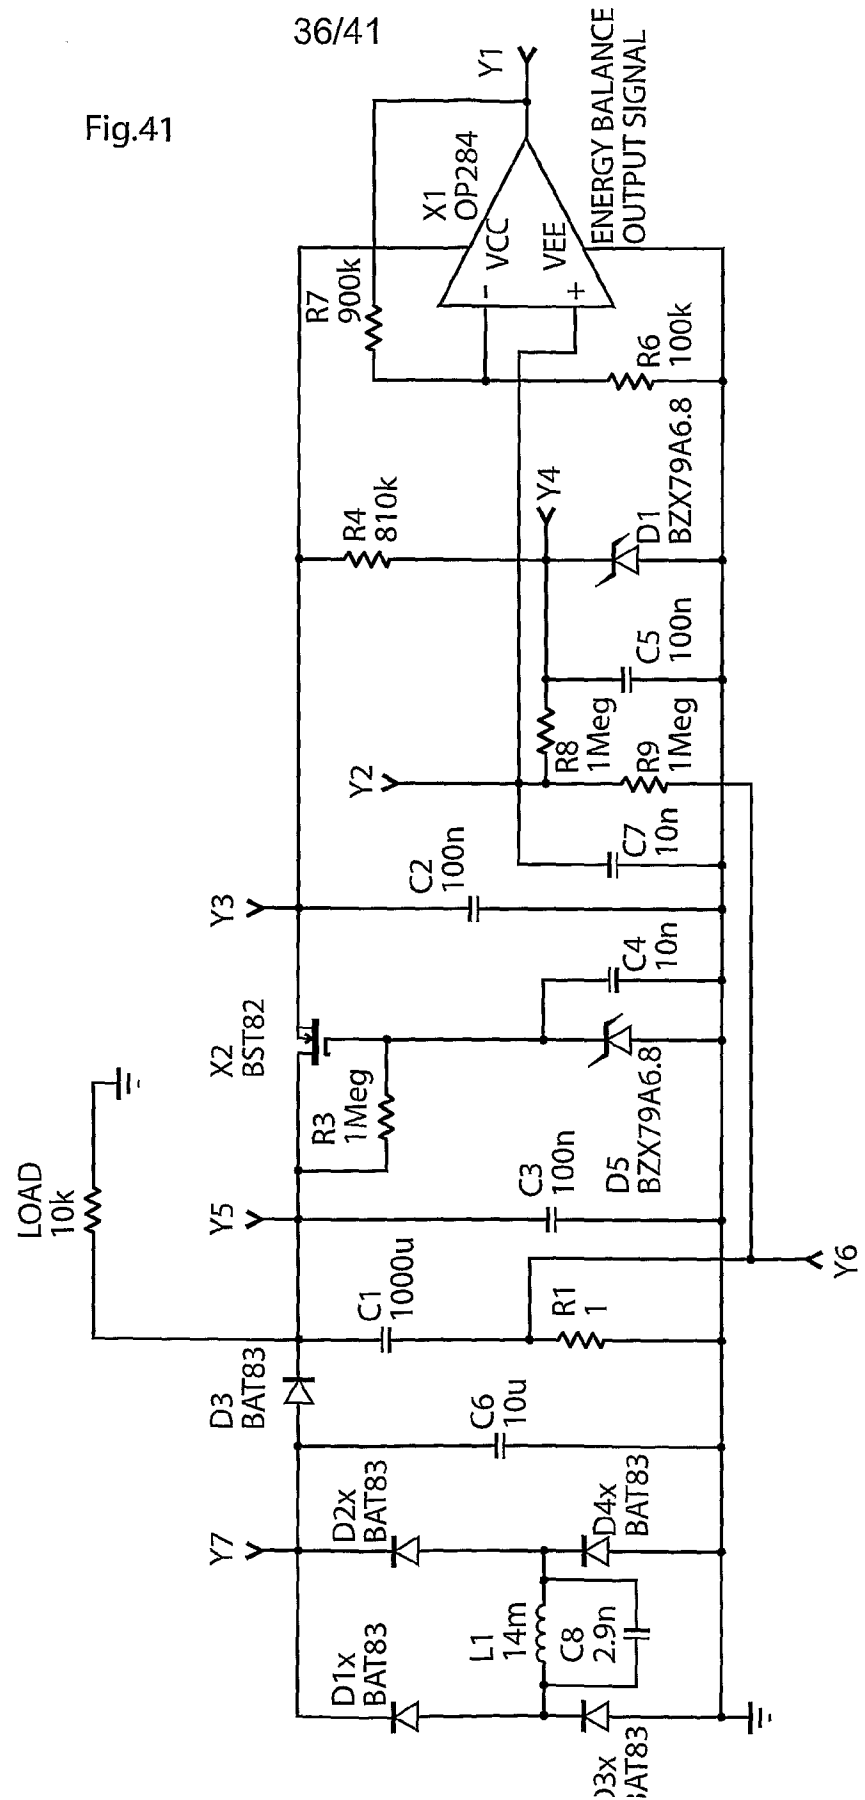 36/41
Fig.41
Y1
ENERGY BALANCE
OUTPUT SIGNAL
X1
OP284
VCC
VEE
-
+
R7
900k
R6
100k
R4
810k
Y4
D1
BZX79A6.8
C5
100n
R8
1Meg
R9
1Meg
Y2
C7
10n
C2
100n
Y3
C4
10n
X2
BST82
R3
1Meg
D5
BZX79A6.8
LOAD
10k
Y5
C3
100n
Y6
C1
1000u
R1
1
D3
BAT83
C6
10u
Y7
D2x
BAT83
D4x
BAT83
L1
14m
C8
2.9n
D1x
BAT83
D3x
BAT83